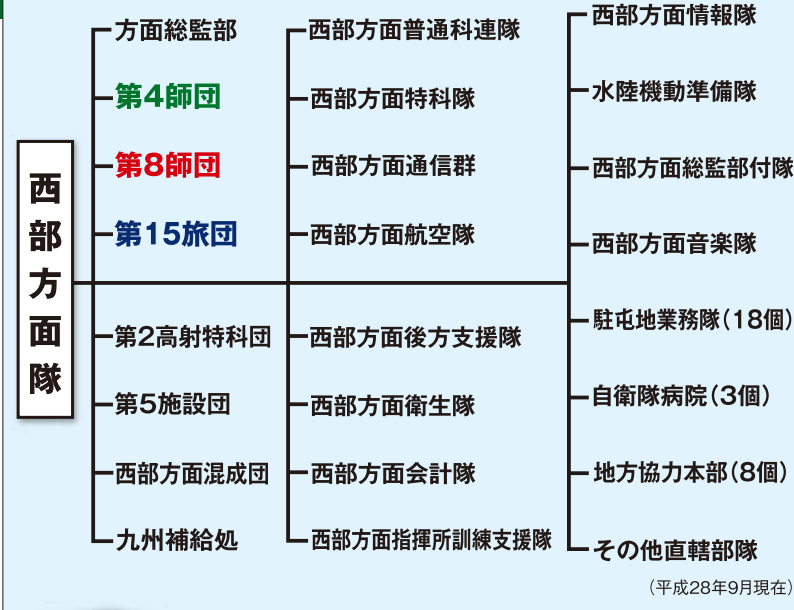 西部方面隊
方面総監部
第4師団
第8師団
第15旅団
第2高射特科団
第5施設団
西部方面混成団
九州補給処
西部方面普通科連隊
西部方面特科隊
西部方面通信群
西部方面航空隊
西部方面後方支援隊
西部方面衛生隊
西部方面会計隊
西部方面指揮所訓練支援隊
西部方面情報隊
水陸機動準備隊
西部方面総監部付隊
西部方面音楽隊
駐屯地業務隊(18個)
自衛隊病院(3個)
地方協力本部(8個)
その他直轄部隊
(平成28年9月現在)